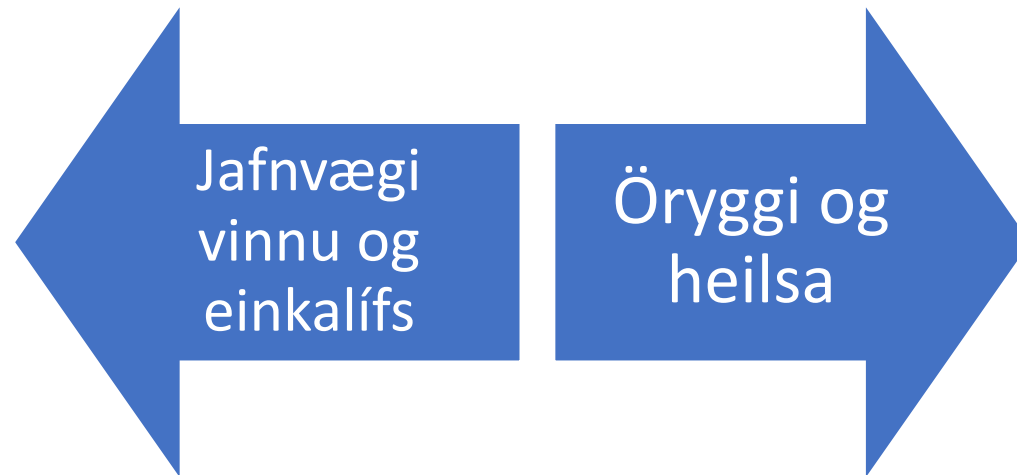 Jafnvægi
vinnu og
einkalífs
Öryggi og
heilsa